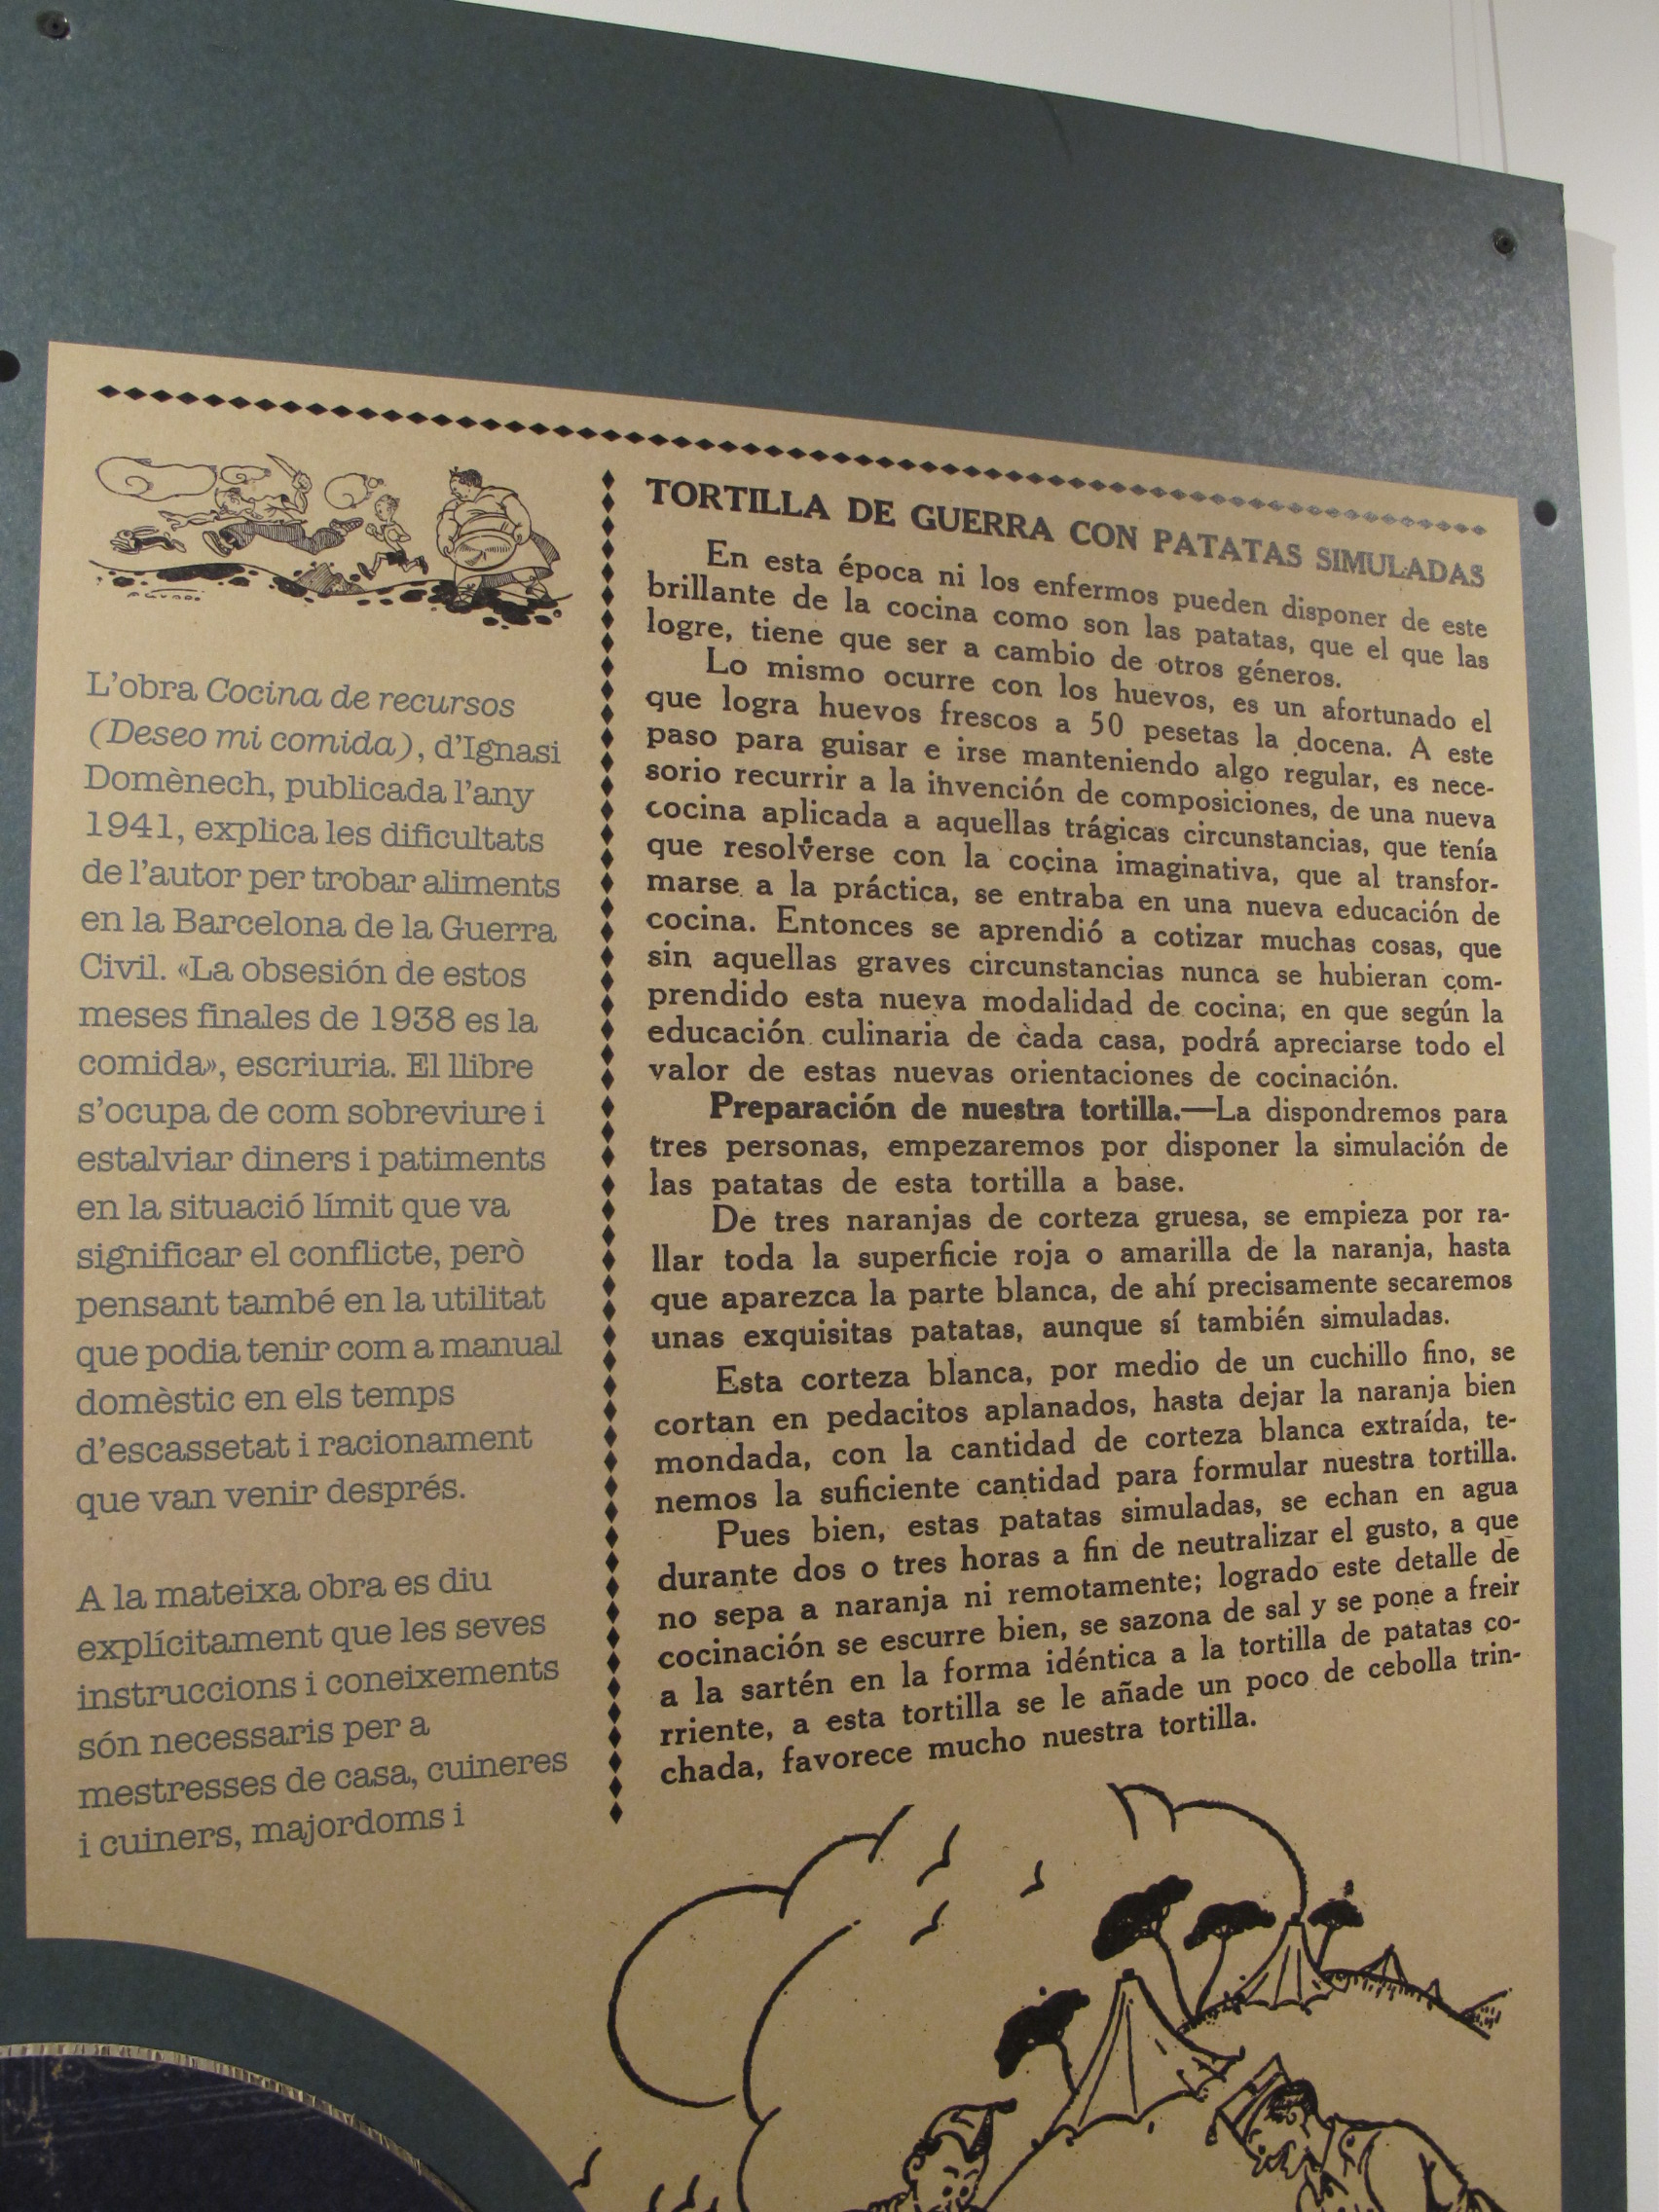 L'obra Cocina de recursos
(Deseo mi comida), d'Ignasi
Domènech, publicada l'any
1941, explica les dificultats
de l'autor per trobar aliments
en la Barcelona de la Guerra
Civil. «La obsesión de estos
meses finales de 1938 es la
comida», escriuria. El llibre
s'ocupa de com sobreviure i
estalviar diners i patiments
en la situació límit que va
significar el conflicte, però
pensant també en la utilitat
que podia tenir com a manual
domèstic en els temps
d'escassetat i racionament
que van venir després.
A la mateixa obra es diu
explícitament que les seves
instruccions i coneixements
són necessaris per a
mestresses de casa, cuineres
i cuiners, majordoms i
TORTILLA DE GUERRA CON PATATAS SIMULADAS
En esta época ni los enfermos pueden disponer de este
brillante de la cocina como son las patatas, que el que las
logre, tiene que ser a cambio de otros géneros.
Lo mismo ocurre con los huevos, es un afortunado el
que logra huevos frescos a 50 pesetas la docena. A este
paso para guisar e irse manteniendo algo regular, es nece-
sorio recurrir a la invención de composiciones, de una nueva
cocina aplicada a aquellas trágicas circunstancias, que tenía
que resolverse con la cocina imaginativa, que al transfor-
marse a la práctica, se entraba en una nueva educación de
cocina. Entonces se aprendió a cotizar muchas cosas, que
sin aquellas graves circunstancias nunca se hubieran com-
prendido esta nueva modalidad de cocina; en que según la
educación culinaria de cada casa, podrá apreciarse todo el
valor de estas nuevas orientaciones de cocinación.
Preparación de nuestra tortilla.—La dispondremos para
tres personas, empezaremos por disponer la simulación de
las patatas de esta tortilla a base.
De tres naranjas de corteza gruesa, se empieza por ra-
llar toda la superficie roja o amarilla de la naranja, hasta
que aparezca la parte blanca, de ahí precisamente secaremos
unas exquisitas patatas, aunque sí también simuladas.
Esta corteza blanca, por medio de un cuchillo fino, se
cortan en pedacitos aplanados, hasta dejar la naranja bien
mondada, con la cantidad de corteza blanca extraída, te-
nemos la suficiente cantidad para formular nuestra tortilla.
Pues bien, estas patatas simuladas, se echan en agua
durante dos o tres horas a fin de neutralizar el gusto, a que
no sepa a naranja ni remotamente; logrado este detalle de
cocinación se escurre bien, se sazona de sal y se pone a freir
a la sartén en la forma idéntica a la tortilla de patatas co-
rriente, a esta tortilla se le añade un poco de cebolla trin-
chada, favorece mucho nuestra tortilla.